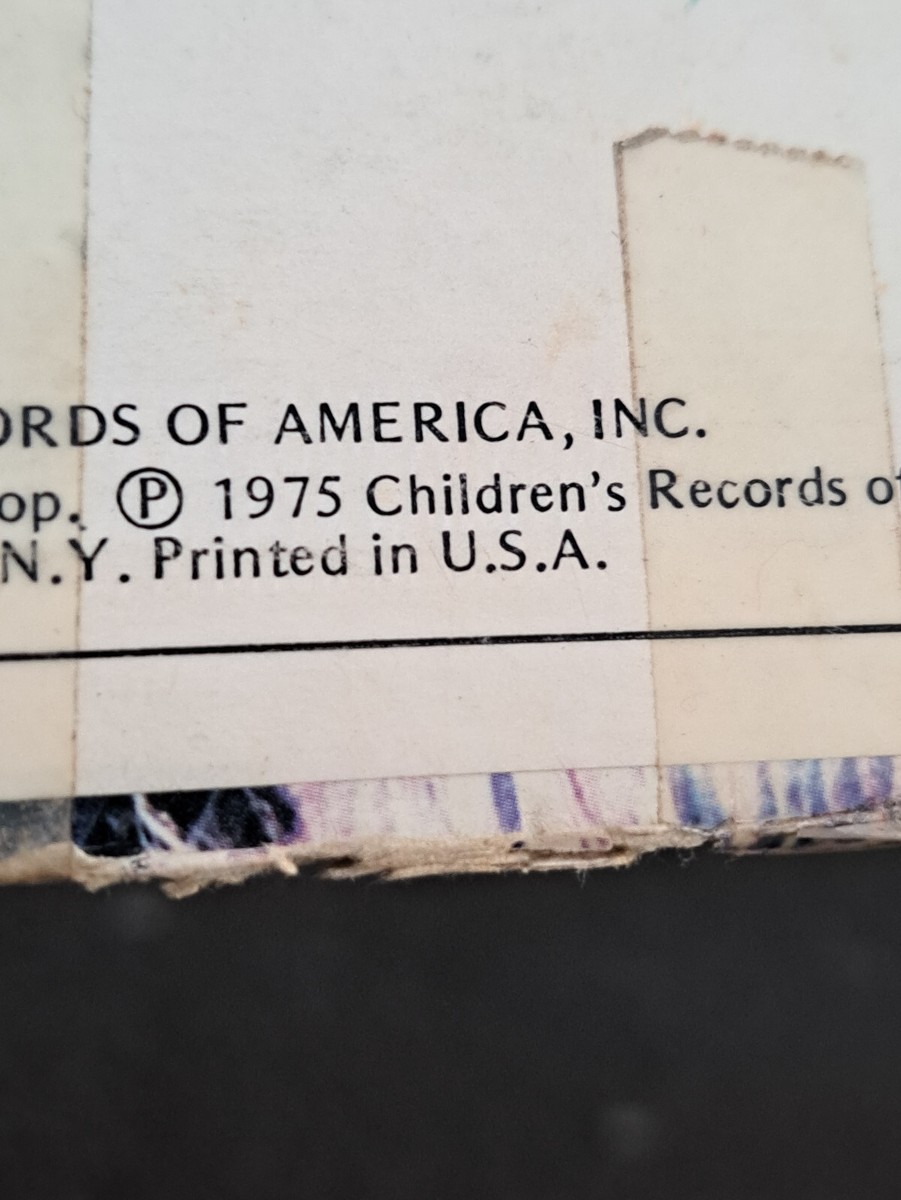 ORDS OF AMERICA, INC.
op. Ⓟ 1975 Children's Records of
N.Y. Printed in U.S.A.